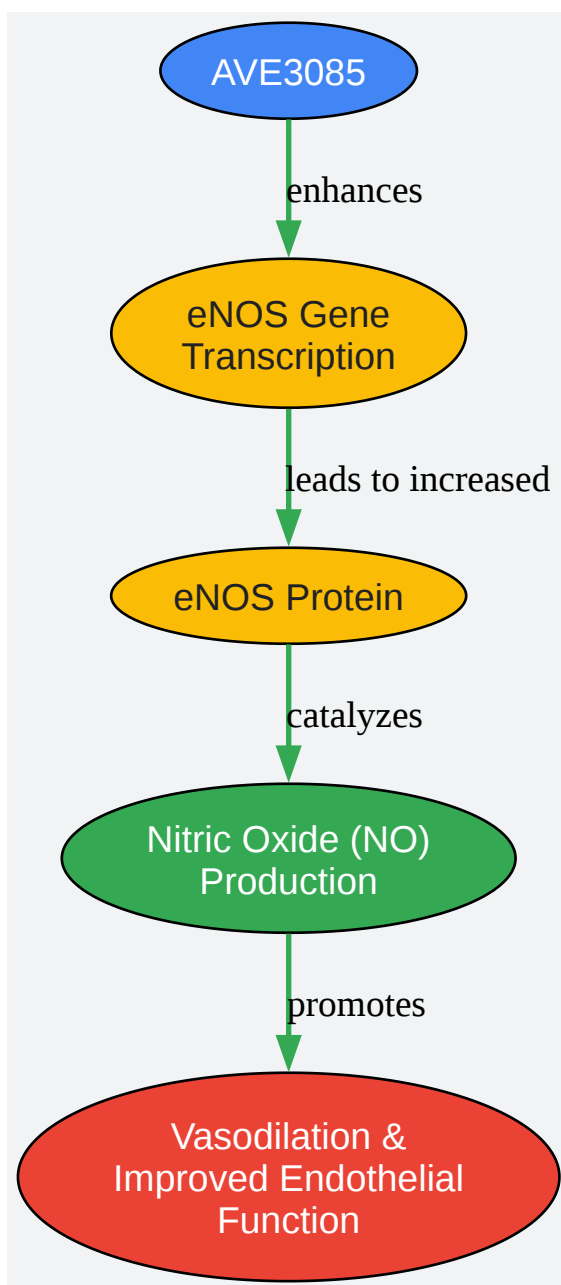 AVE3085
enhances
eNOS Gene
Transcription
leads to increased
eNOS Protein
catalyzes
Nitric Oxide (NO)
Production
promotes
Vasodilation &
Improved Endothelial
Function